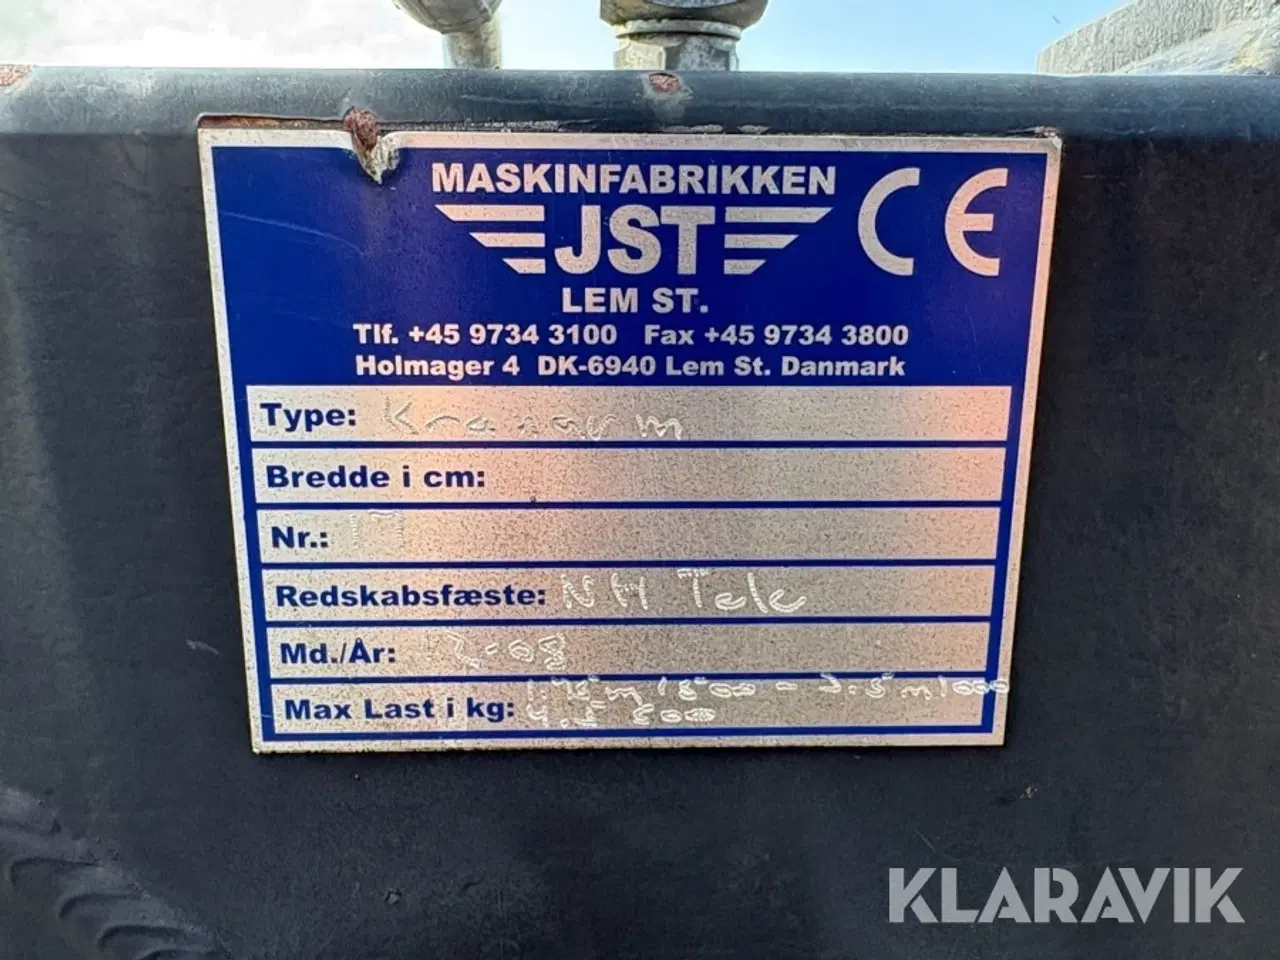 MASKINFABRIKKEN
JST
CE
LEM ST.
Tlf. +45 9734 3100 Fax +45 9734 3800
Holmager 4 DK-6940 Lem St. Danmark
Type: Kranarm
Bredde i cm:
Nr.:
Redskabsfæste: NH Tele
Md./År:
Max Last i kg:
KLARAVIK